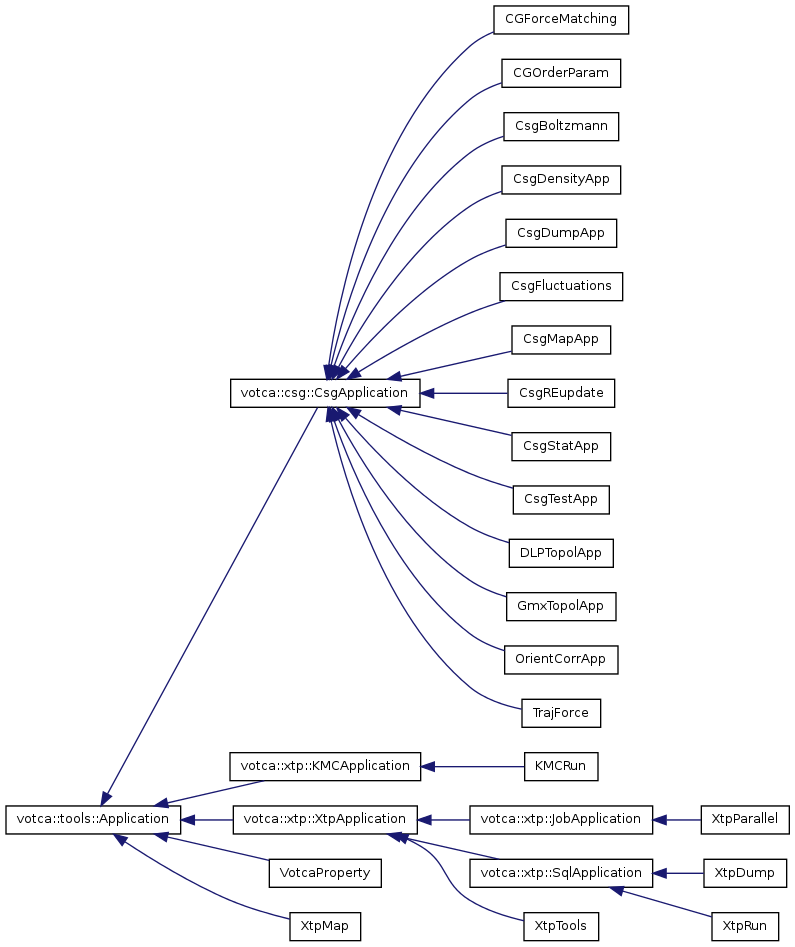 CGForceMatching
CGOrderParam
CsgBoltzmann
CsgDensityApp
CsgDumpApp
CsgFluctuations
CsgMapApp
votca::csg::CsgApplication
CsgREupdate
CsgStatApp
CsgTestApp
DLPTopolApp
GmxTopolApp
OrientCorrApp
TrajForce
votca::xtp::KMCApplication
KMCRun
votca::tools::Application
votca::xtp::XtpApplication
votca::xtp::JobApplication
XtpParallel
VotcaProperty
votca::xtp::SqlApplication
XtpDump
XtpMap
XtpTools
XtpRun